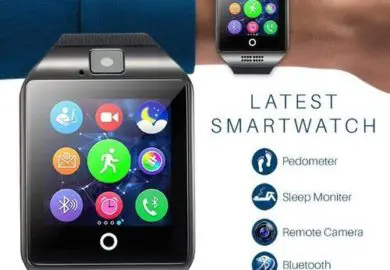 LATEST
SMARTWATCH
Pedometer
Sleep Moniter
Remote Camera
Bluetooth